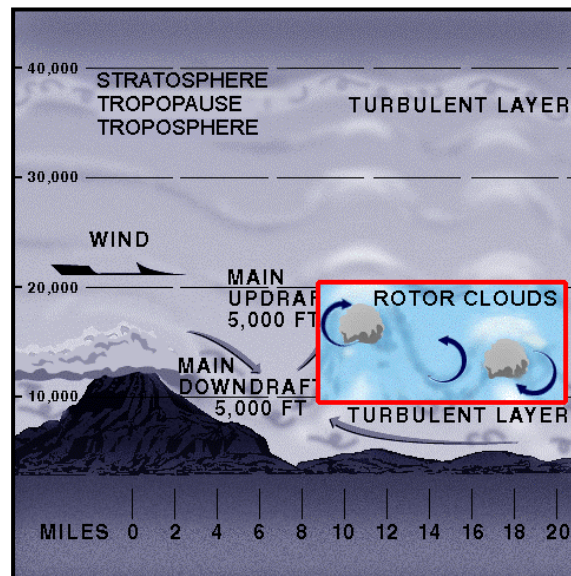 40,000
STRATOSPHERE
TROPOPAUSE
TROPOSPHERE
TURBULENT LAYER
30,000
WIND
20,000
MAIN
UPDRAF
5,000 FT
ROTOR CLOUDS
MAIN
DOWNDRAFT
5,000 FT
10,000
TURBULENT LAYER
MILES 0 2 4 6 8 10 12 14 16 18 20